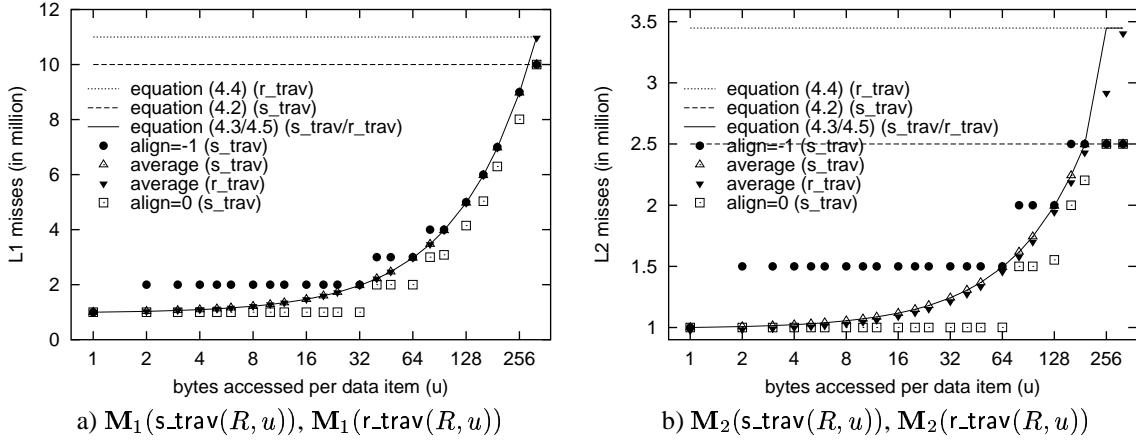 12
10
8
6
4
2
0
L1 misses (in million)
equation (4.4) (r_trav)
equation (4.2) (s_trav)
equation (4.3/4.5) (s_trav/r_trav)
align=-1 (s_trav)
average (s_trav)
average (r_trav)
align=0 (s_trav)
1 2 4 8 16 32 64 128 256
bytes accessed per data item (u)
a) M₁(s_trav(R, u)), M₁(r_trav(R, u))
3.5
3
2.5
2
1.5
1
L2 misses (in million)
equation (4.4) (r_trav)
equation (4.2) (s_trav)
equation (4.3/4.5) (s_trav/r_trav)
align=-1 (s_trav)
average (s_trav)
average (r_trav)
align=0 (s_trav)
1 2 4 8 16 32 64 128 256
bytes accessed per data item (u)
b) M₂(s_trav(R, u)), M₂(r_trav(R, u))